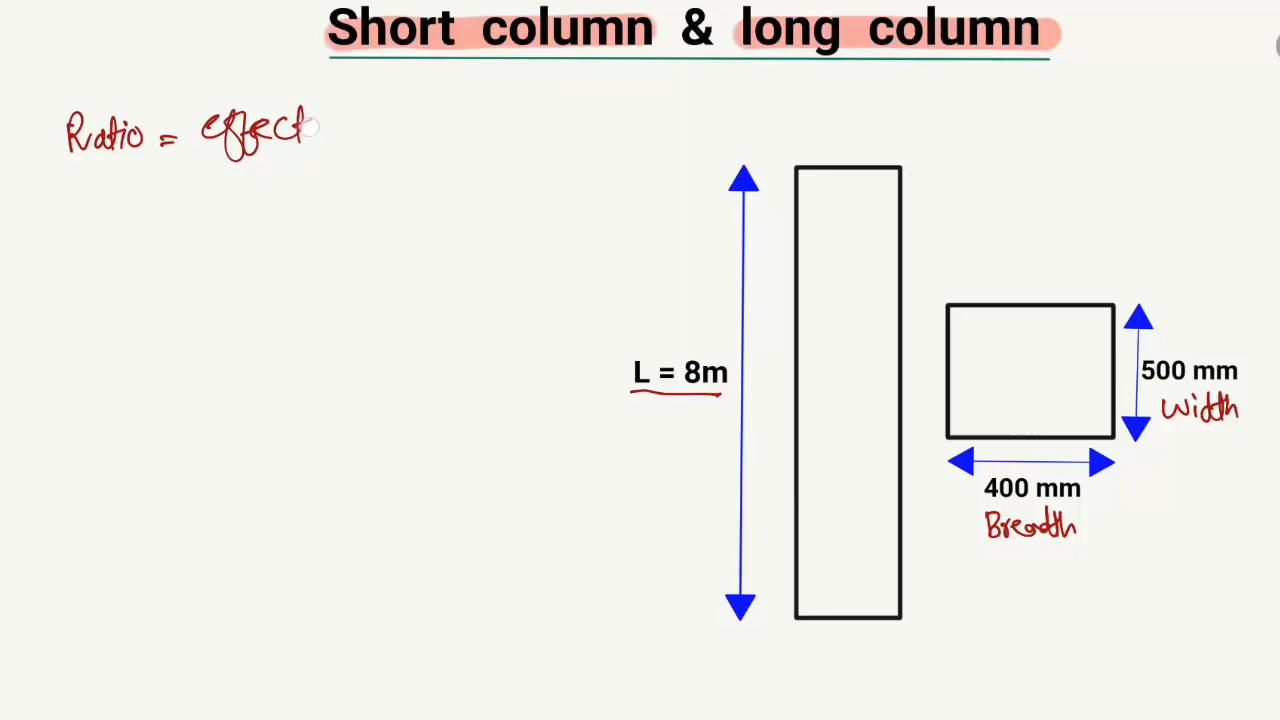 Short column & long column
Ratio = effect
L = 8m
500 mm
Width
400 mm
Breadth